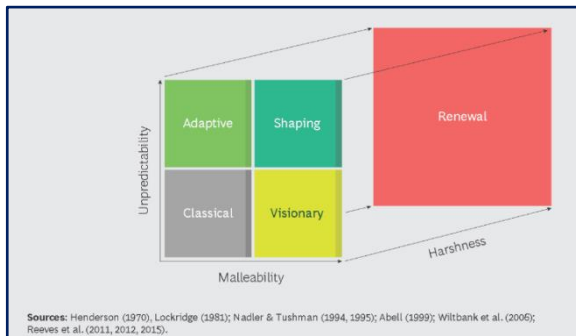 Unpredictability
Adaptive
Shaping
Renewal
Classical
Visionary
Malleability
Harshness
Sources: Henderson (1970), Lockridge (1981); Nadler & Tushman (1994, 1995); Abell (1999); Wiltbank et al. (2006);
Reeves et al. (2011, 2012, 2015).